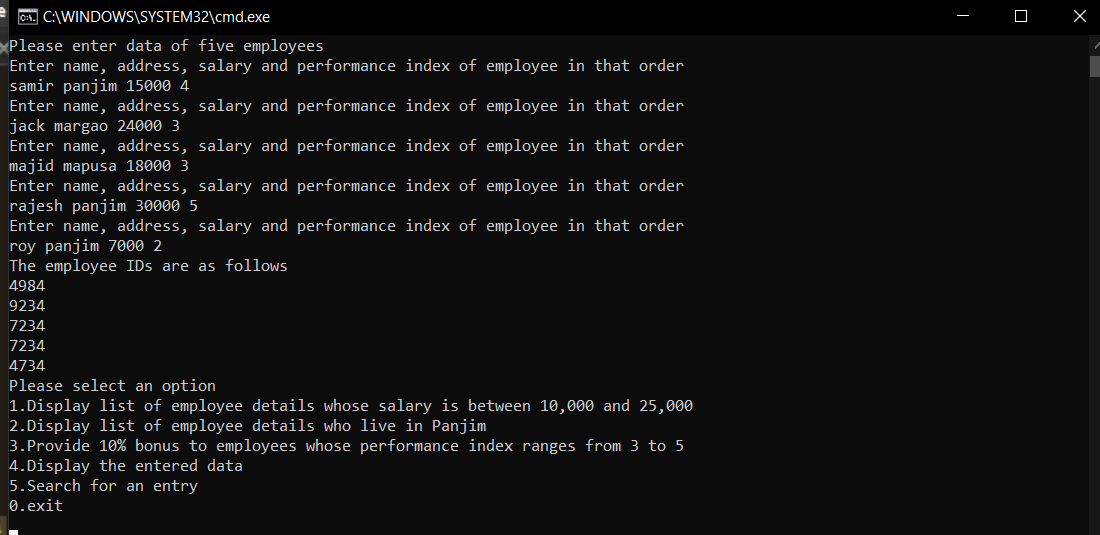 C:\WINDOWS\SYSTEM32\cmd.exe
Please enter data of five employees
Enter name, address, salary and performance index of employee in that order
samir panjim 15000 4
Enter name, address, salary and performance index of employee in that order
jack margao 24000 3
Enter name, address, salary and performance index of employee in that order
majid mapusa 18000 3
Enter name, address, salary and performance index of employee in that order
rajesh panjim 30000 5
Enter name, address, salary and performance index of employee in that order
roy panjim 7000 2
The employee IDs are as follows
4984
9234
7234
7234
4734
Please select an option
1.Display list of employee details whose salary is between 10,000 and 25,000
2.Display list of employee details who live in Panjim
3.Provide 10% bonus to employees whose performance index ranges from 3 to 5
4.Display the entered data
5.Search for an entry
0.exit